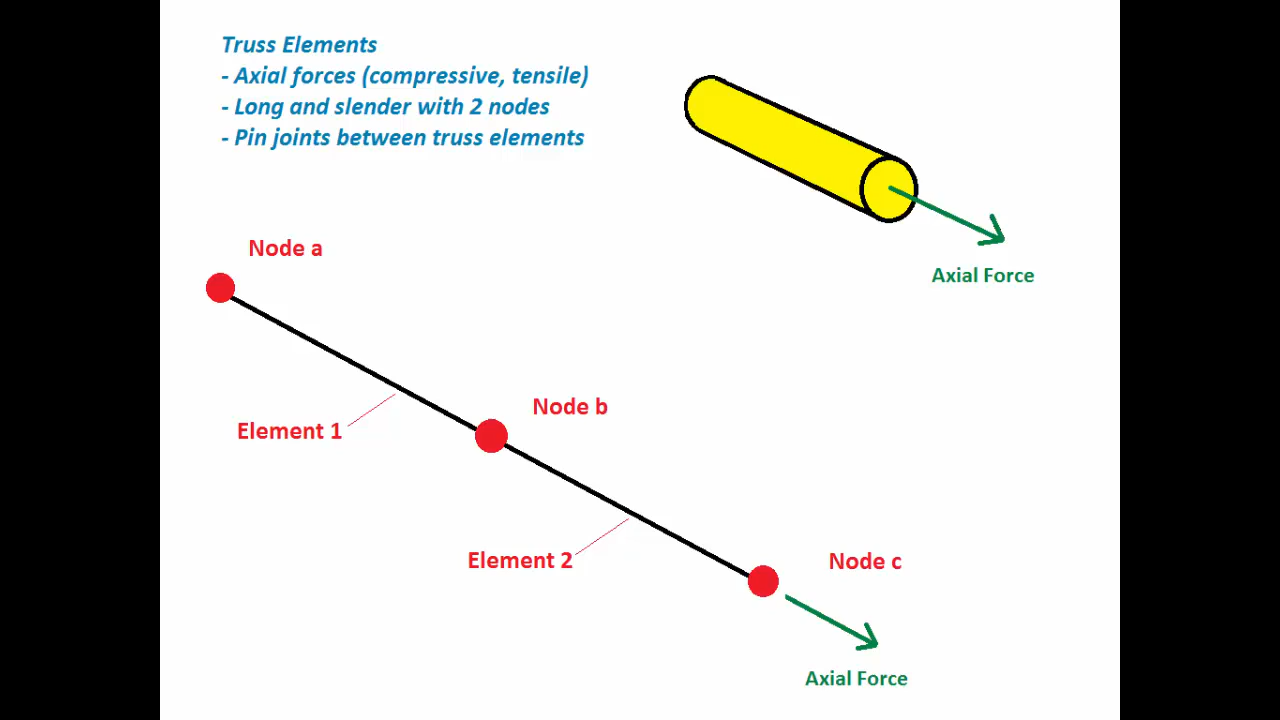 Truss Elements
- Axial forces (compressive, tensile)
- Long and slender with 2 nodes
- Pin joints between truss elements
Axial Force
Node a
Node b
Element 1
Element 2
Node c
Axial Force